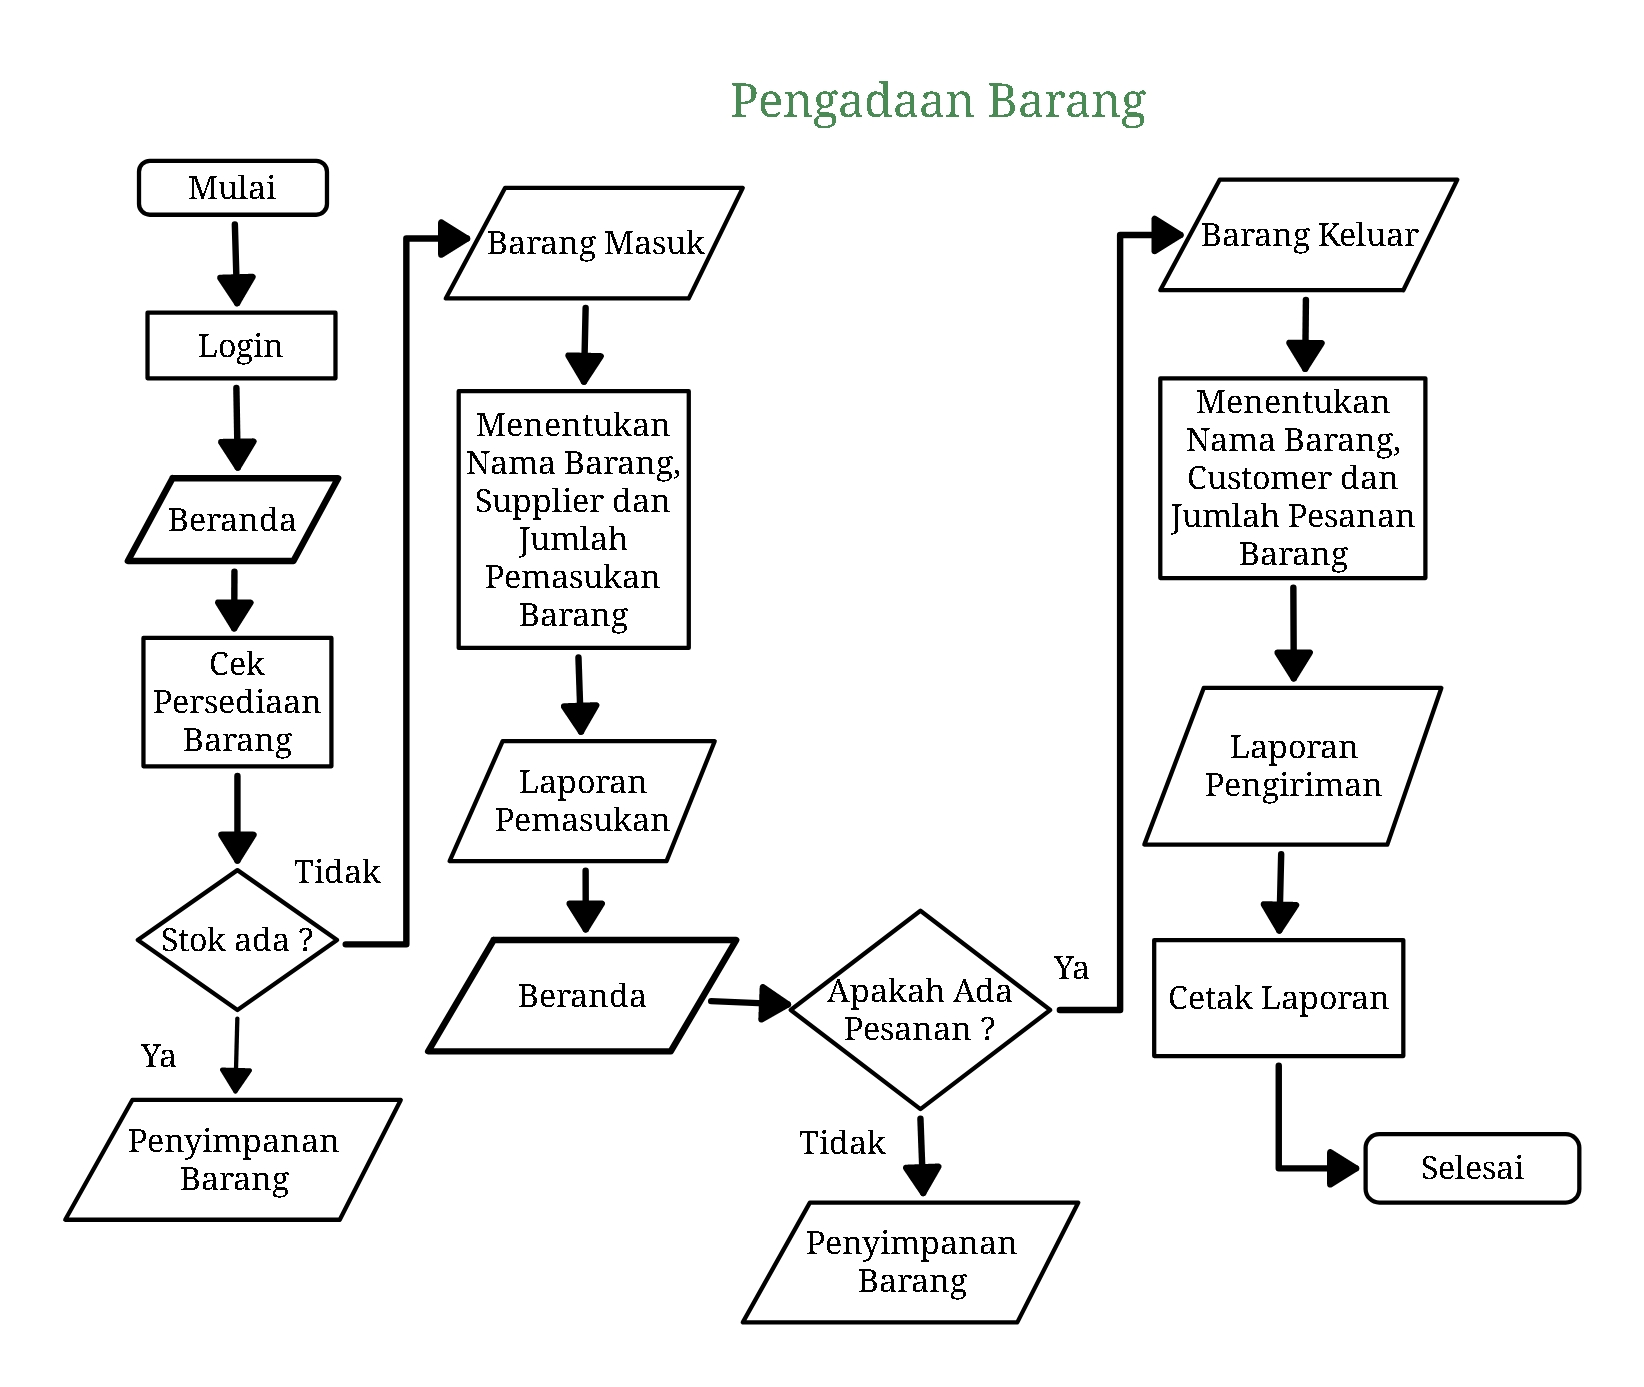 Pengadaan Barang
Mulai
Login
Beranda
Cek
Persediaan
Barang
Stok ada ?
Tidak
Ya
Penyimpanan
Barang
Barang Masuk
Menentukan
Nama Barang,
Supplier dan
Jumlah
Pemasukan
Barang
Laporan
Pemasukan
Beranda
Apakah Ada
Pesanan ?
Ya
Tidak
Penyimpanan
Barang
Barang Keluar
Menentukan
Nama Barang,
Customer dan
Jumlah Pesanan
Barang
Laporan
Pengiriman
Cetak Laporan
Selesai